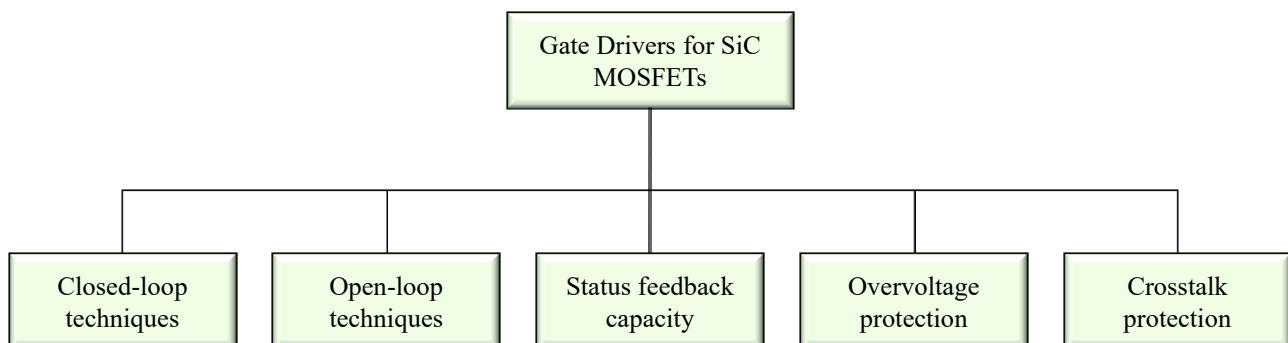 Gate Drivers for SiC
MOSFETs
Closed-loop
techniques
Open-loop
techniques
Status feedback
capacity
Overvoltage
protection
Crosstalk
protection